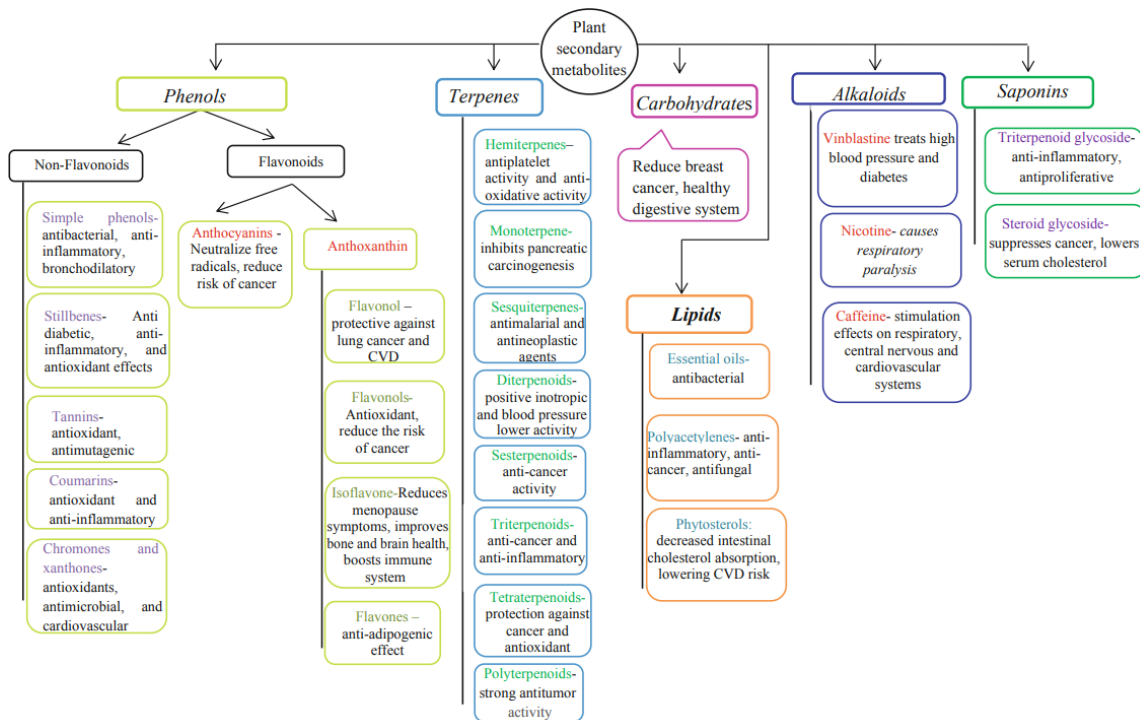 Plant
secondary
metabolites
Phenols
Non-Flavonoids
Simple phenols-
antibacterial, anti-
inflammatory,
bronchodilatory
Stillbenes- Anti
diabetic, anti-
inflammatory, and
antioxidant effects
Tannins-
antioxidant,
antimutagenic
Coumarins-
antioxidant and
anti-inflammatory
Chromones and
xanthones-
antioxidants,
antimicrobial, and
cardiovascular
Flavonoids
Anthocyanins -
Neutralize free
radicals, reduce
risk of cancer
Anthoxanthin
Flavonol –
protective against
lung cancer and
CVD
Flavonols-
Antioxidant,
reduce the risk
of cancer
Isoflavone-Reduces
menopause
symptoms, improves
bone and brain health,
boosts immune
system
Flavones –
anti-adipogenic
effect
Terpenes
Hemiterpenes–
antiplatelet
activity and anti-
oxidative activity
Monoterpene-
inhibits pancreatic
carcinogenesis
Sesquiterpenes-
antimalarial and
antineoplastic
agents
Diterpenoids-
positive inotropic
and blood pressure
lower activity
Sesterpenoids
-anti-cancer
activity
Triterpenoids-
anti-cancer and
anti-inflammatory
Tetraterpenoids-
protection against
cancer and
antioxidant
Polyterpenoids-
strong antitumor
activity
Carbohydrates
Reduce breast
cancer, healthy
digestive system
Lipids
Essential oils-
antibacterial
Polyacetylenes- anti-
inflammatory, anti-
cancer, antifungal
Phytosterols:
decreased intestinal
cholesterol absorption,
lowering CVD risk
Alkaloids
Vinblastine treats high
blood pressure and
diabetes
Nicotine- causes
respiratory
paralysis
Caffeine- stimulation
effects on respiratory,
central nervous and
cardiovascular
systems
Saponins
Triterpenoid glycoside-
anti-inflammatory,
antiproliferative
Steroid glycoside-
suppresses cancer, lowers
serum cholesterol